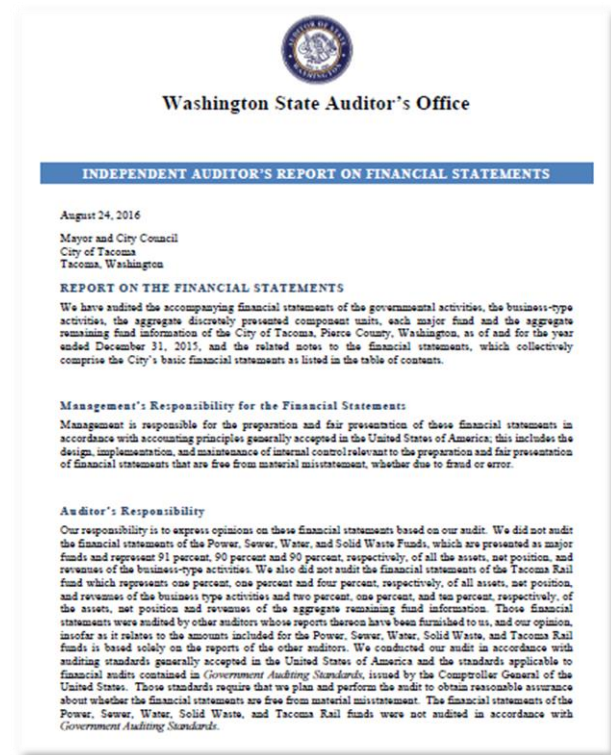 AUDITOR OF STATE
WASHINGTON
Washington State Auditor's Office
INDEPENDENT AUDITOR'S REPORT ON FINANCIAL STATEMENTS
August 24, 2016
Mayor and City Council
City of Tacoma
Tacoma, Washington
REPORT ON THE FINANCIAL STATEMENTS
We have audited the accompanying financial statements of the governmental activities, the business-type
activities, the aggregate discretely presented component units, each major fund and the aggregate
remaining fund information of the City of Tacoma, Pierce County, Washington, as of and for the year
ended December 31, 2015, and the related notes to the financial statements, which collectively
comprise the City's basic financial statements as listed in the table of contents.
Management's Responsibility for the Financial Statements
Management is responsible for the preparation and fair presentation of these financial statements in
accordance with accounting principles generally accepted in the United States of America; this includes the
design, implementation, and maintenance of internal control relevant to the preparation and fair presentation
of financial statements that are free from material misstatement, whether due to fraud or error.
Auditor's Responsibility
Our responsibility is to express opinions on these financial statements based on our audit. We did not audit
the financial statements of the Power, Sewer, Water, and Solid Waste Funds, which are presented as major
funds and represent 91 percent, 90 percent and 90 percent, respectively, of all the assets, net position, and
revenues of the business-type activities. We also did not audit the financial statements of the Tacoma Rail
fund which represents one percent, one percent and four percent, respectively, of all assets, net position,
and revenues of the business type activities and two percent, one percent, and ten percent, respectively, of
the assets, net position and revenues of the aggregate remaining fund information. Those financial
statements were audited by other auditors whose reports thereon have been furnished to us, and our opinion,
insofar as it relates to the amounts included for the Power, Sewer, Water, Solid Waste, and Tacoma Rail
funds is based solely on the reports of the other auditors. We conducted our audit in accordance with
auditing standards generally accepted in the United States of America and the standards applicable to
financial audits contained in Government Auditing Standards, issued by the Comptroller General of the
United States. Those standards require that we plan and perform the audit to obtain reasonable assurance
about whether the financial statements are free from material misstatement. The financial statements of the
Power, Sewer, Water, Solid Waste, and Tacoma Rail funds were not audited in accordance with
Government Auditing Standards.